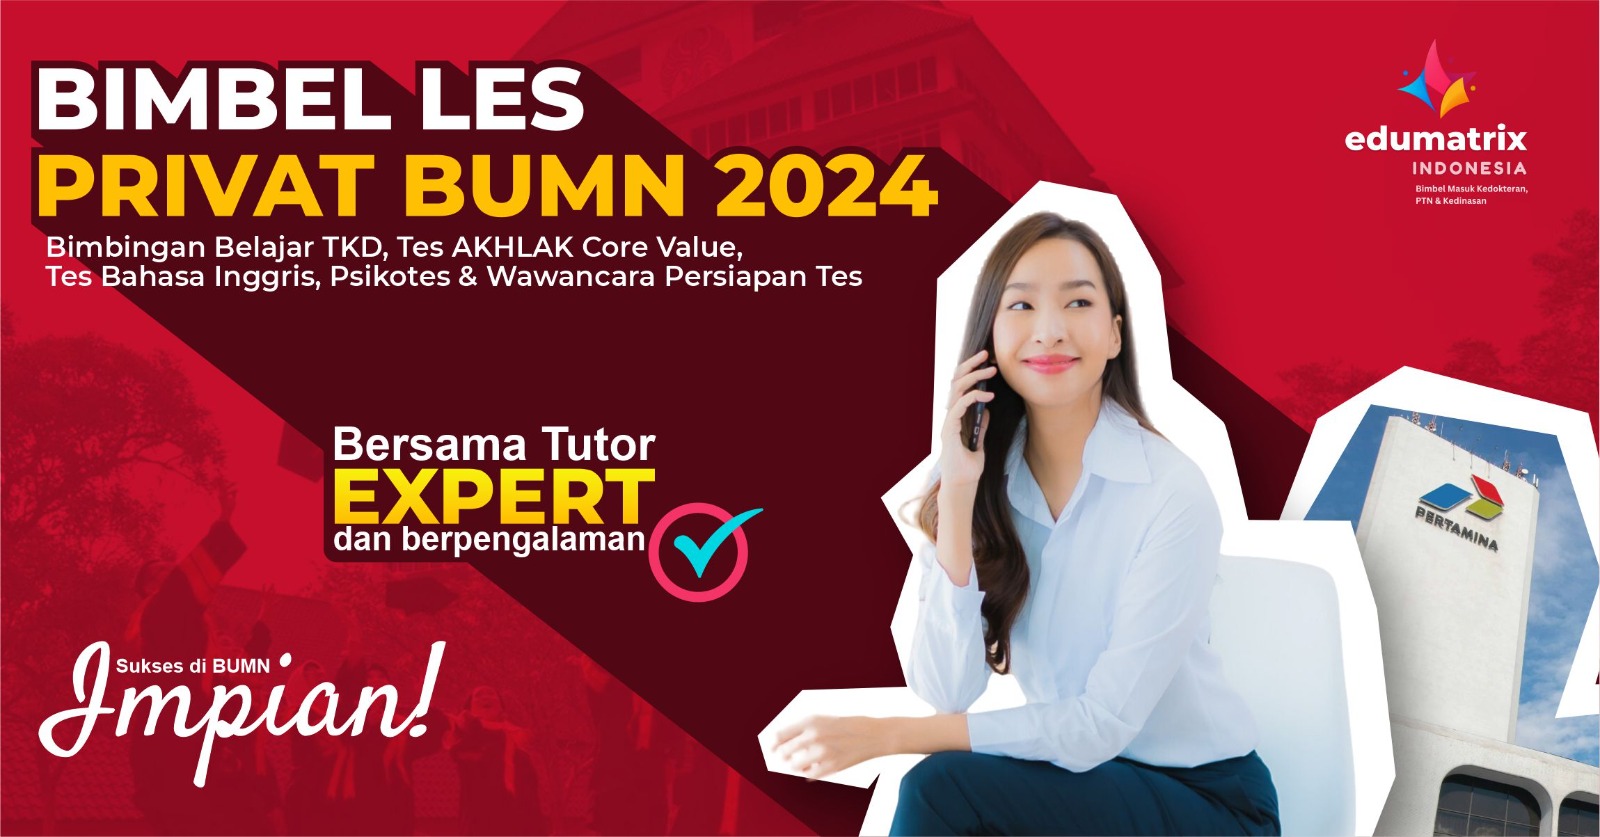 BIMBEL LES
PRIVAT BUMN 2024
Bimbingan Belajar TKD, Tes AKHLAK Core Value,
Tes Bahasa Inggris, Psikotes & Wawancara Persiapan Tes
edumatrix
INDONESIA
Bimbel Masuk Kedokteran,
PTN & Kedinasan
Bersama Tutor
EXPERT
dan berpengalaman
PERTAMINA
Sukses di BUMN
Impian!